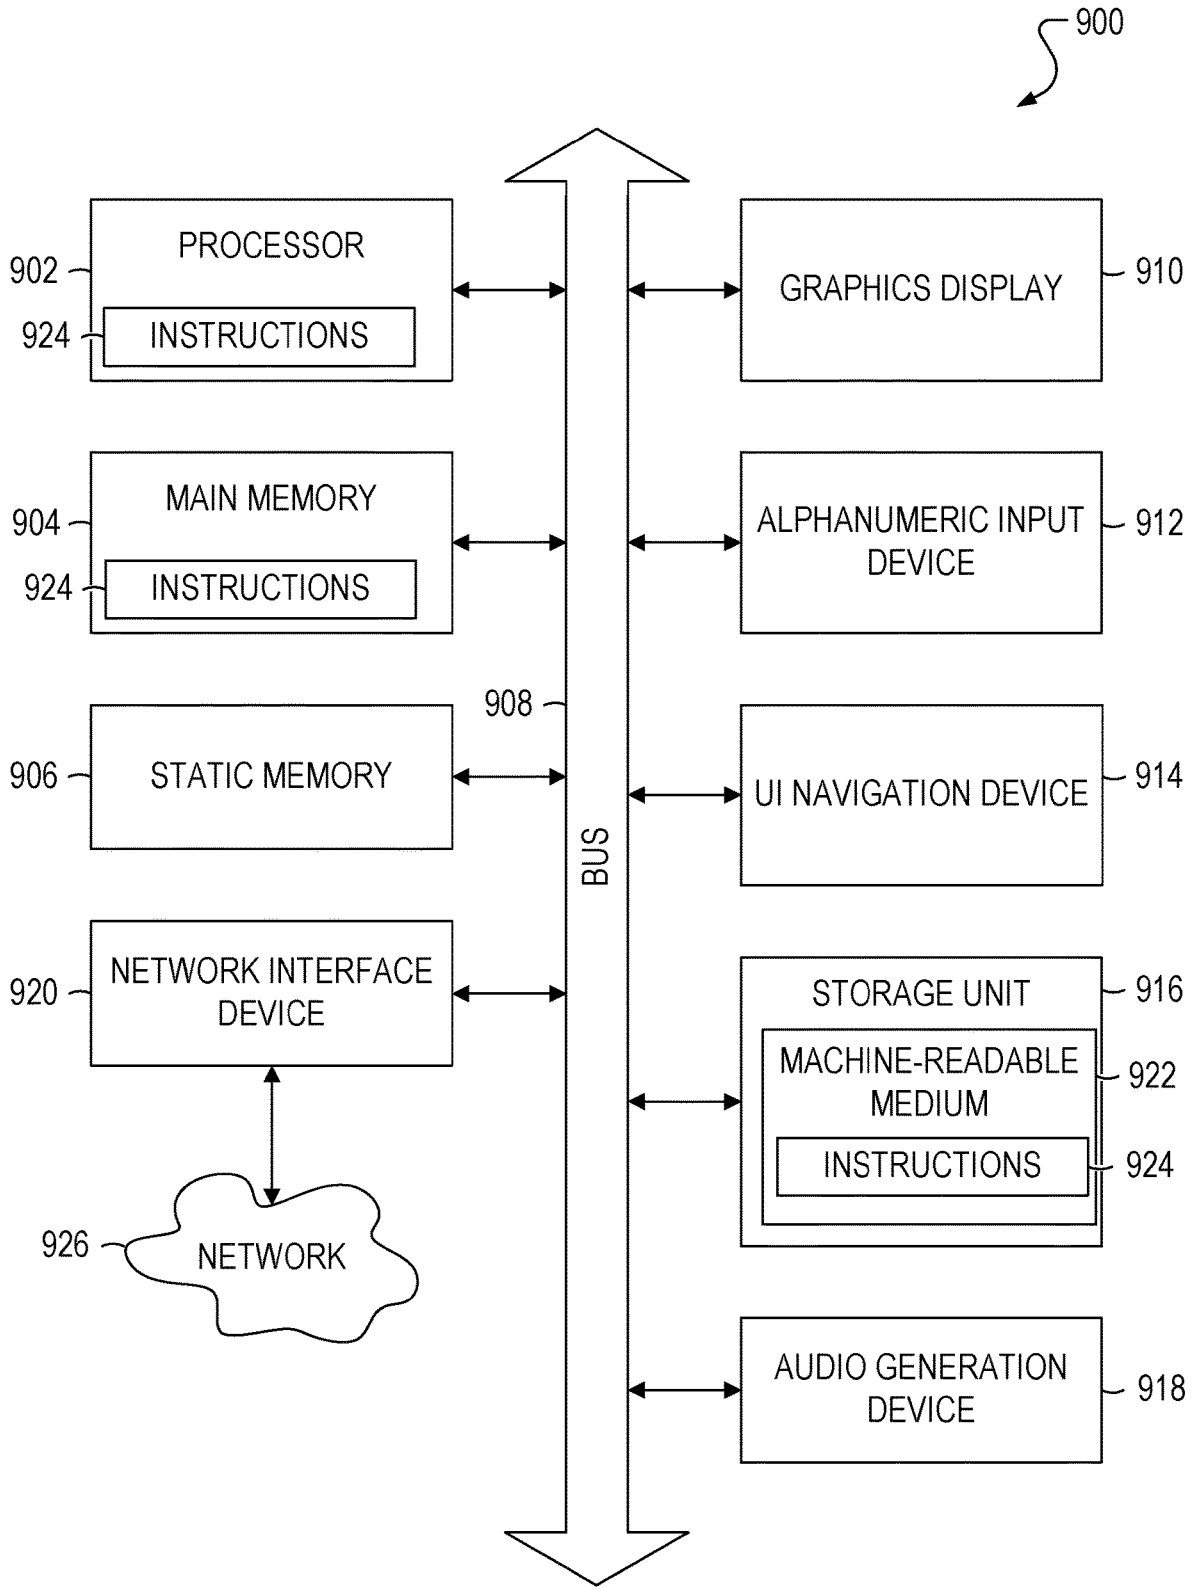 900
PROCESSOR
902
924
INSTRUCTIONS
MAIN MEMORY
904
924
INSTRUCTIONS
908
906
STATIC MEMORY
BUS
920
NETWORK INTERFACE
DEVICE
926
NETWORK
GRAPHICS DISPLAY
910
ALPHANUMERIC INPUT
DEVICE
912
UI NAVIGATION DEVICE
914
STORAGE UNIT
916
MACHINE-READABLE
MEDIUM
922
INSTRUCTIONS
924
AUDIO GENERATION
DEVICE
918